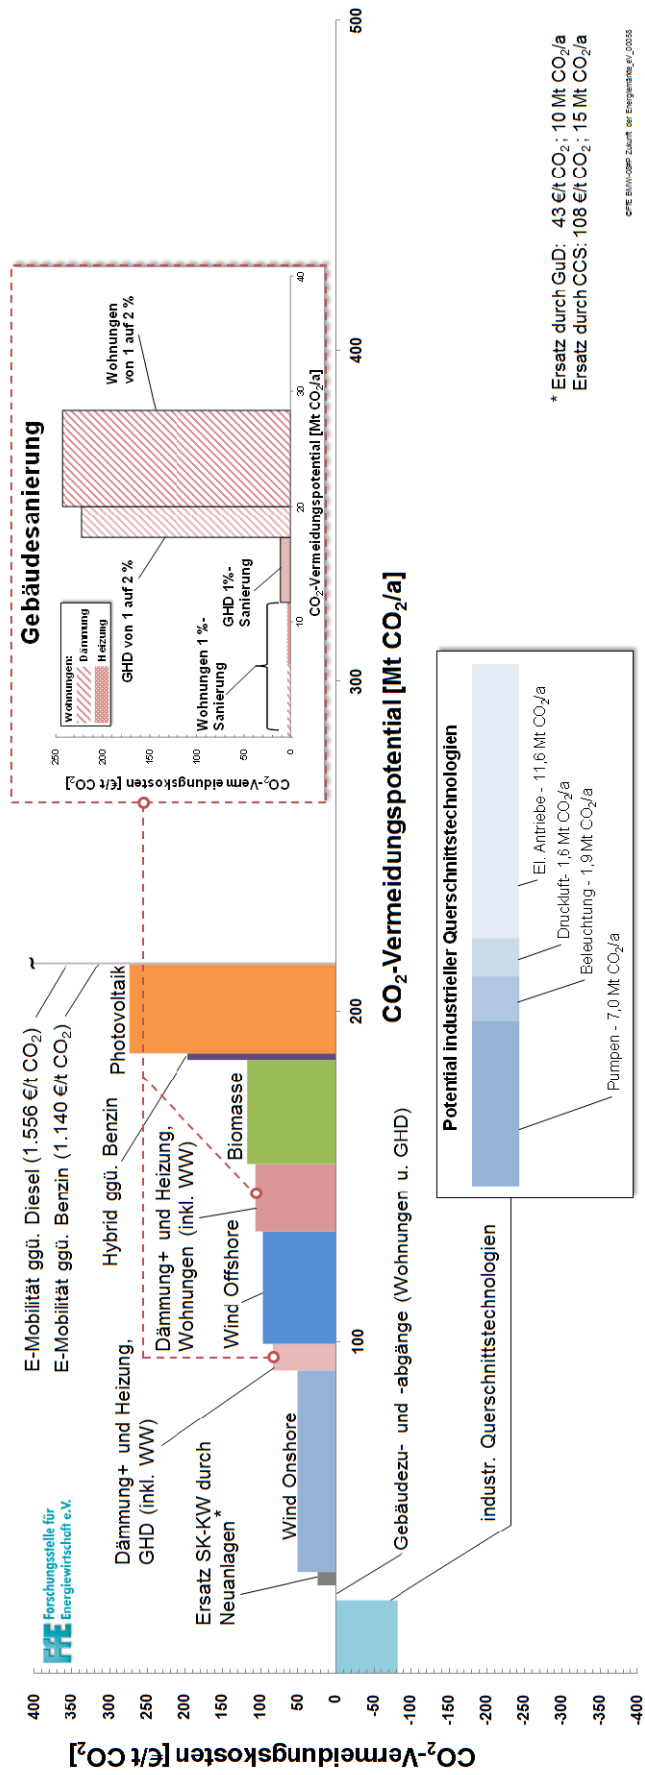 FfE Forschungsstelle für
Energiewirtschaft e.V.
CO₂-Vermeidungskosten [€/t CO₂]
400
350
300
250
200
150
100
50
0
-50
-100
-150
-200
-250
-300
-350
-400
100
200
300
400
500
CO₂-Vermeidungspotential [Mt CO₂/a]
E-Mobilität ggü. Diesel (1.556 €/t CO₂)
E-Mobilität ggü. Benzin (1.140 €/t CO₂)
Hybrid ggü. Benzin
Photovoltaik
Dämmung+ und Heizung,
Wohnungen (inkl. WW)
Biomasse
Wind Offshore
Dämmung+ und Heizung,
GHD (inkl. WW)
Wind Onshore
Ersatz SK-KW durch
Neuanlagen*
Gebäudezu- und -abgänge (Wohnungen u. GHD)
industr. Querschnittstechnologien
Gebäudesanierung
CO₂-Vermeidungskosten [€/t CO₂]
250
200
150
100
50
0
0
10
20
30
40
CO₂-Vermeidungspotential [Mt CO₂/a]
Wohnungen:
Dämmung
Heizung
GHD von 1 auf 2 %
Wohnungen
von 1 auf 2 %
Wohnungen 1 %-
Sanierung
GHD 1%-
Sanierung
Potential industrieller Querschnittstechnologien
El. Antriebe - 11,6 Mt CO₂/a
Druckluft- 1,6 Mt CO₂/a
Beleuchtung - 1,9 Mt CO₂/a
Pumpen - 7,0 Mt CO₂/a
* Ersatz durch GuD: 43 €/t CO₂ ; 10 Mt CO₂/a
Ersatz durch CCS: 108 €/t CO₂ ; 15 Mt CO₂/a
©FfE BMWi-09PP Zukunft der Energiemärkte_eV_00056